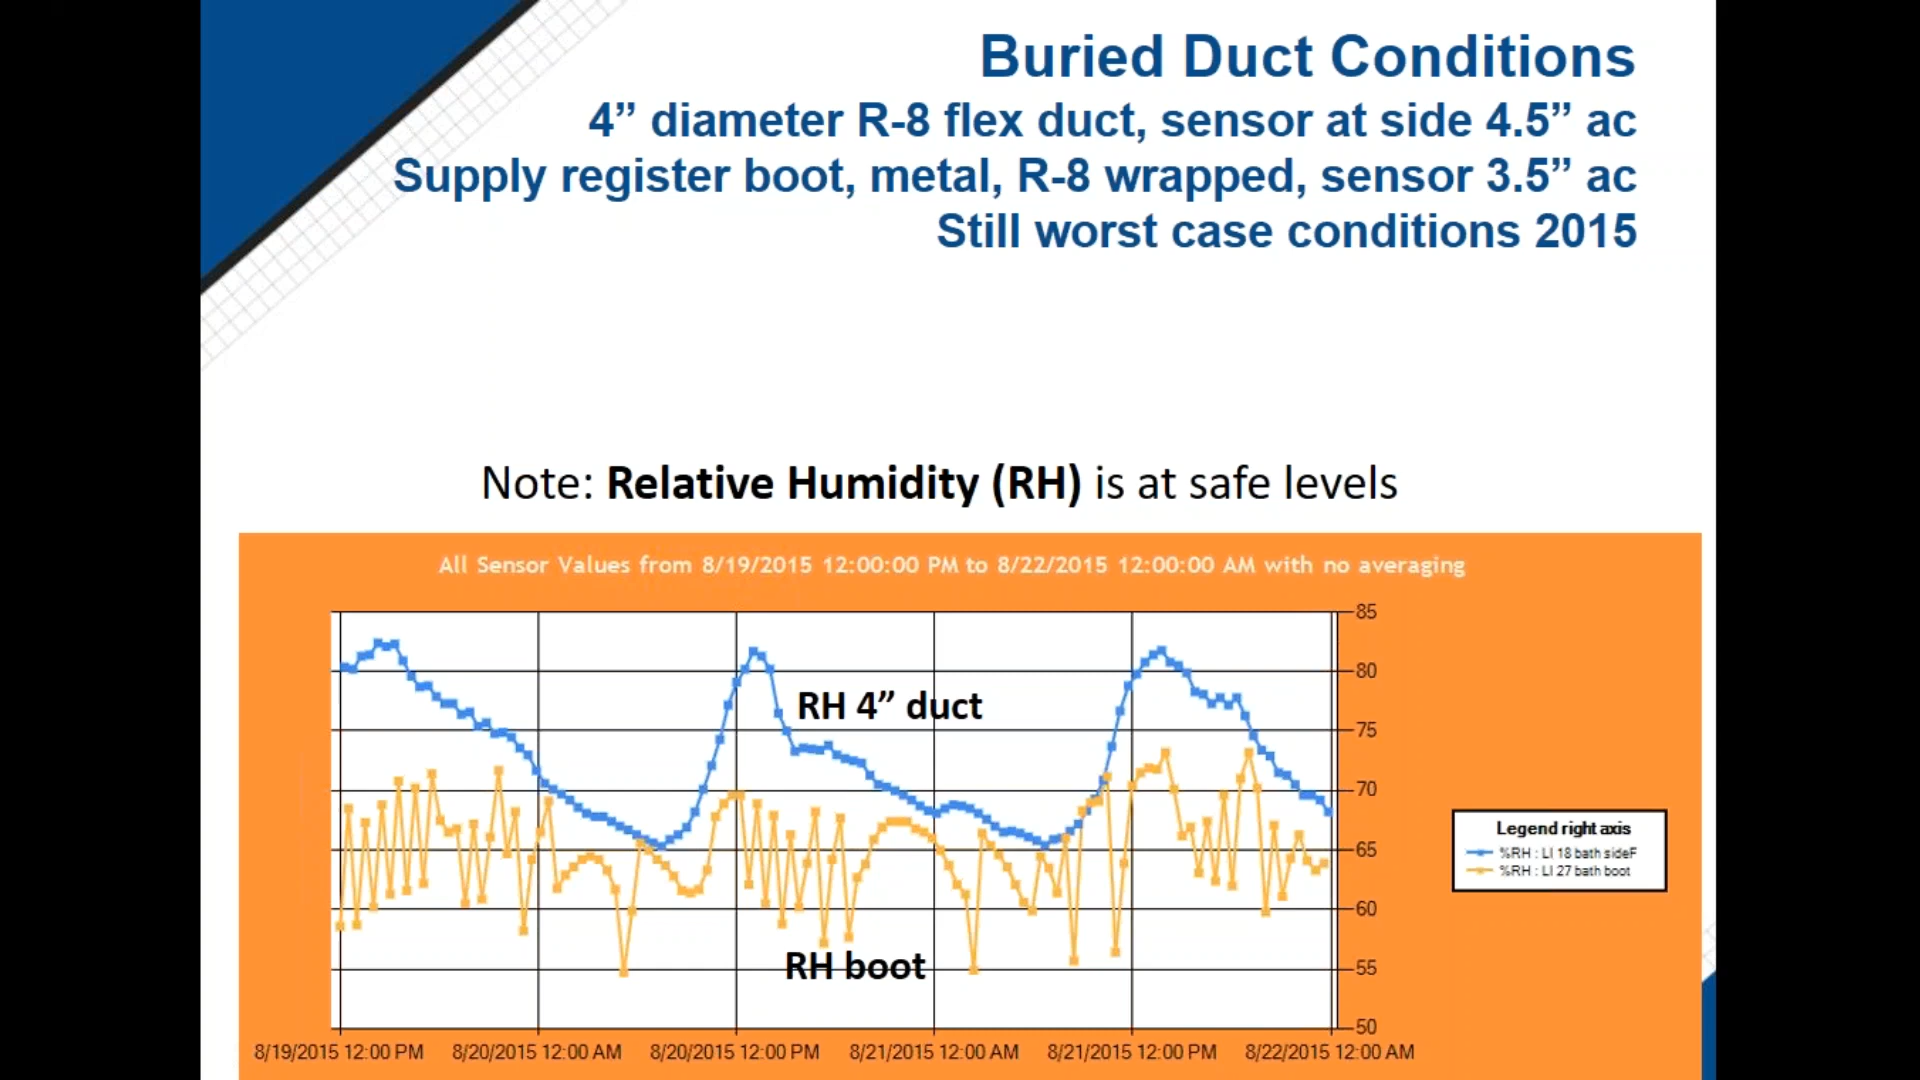 Buried Duct Conditions
4” diameter R-8 flex duct, sensor at side 4.5” ac
Supply register boot, metal, R-8 wrapped, sensor 3.5” ac
Still worst case conditions 2015
Note: Relative Humidity (RH) is at safe levels
All Sensor Values from 8/19/2015 12:00:00 PM to 8/22/2015 12:00:00 AM with no averaging
85
80
RH 4” duct
75
70
Legend right axis
%RH : LI 18 bath sideF
%RH : LI 27 bath boot
65
60
RH boot
55
50
8/19/2015 12:00 PM 8/20/2015 12:00 AM 8/20/2015 12:00 PM 8/21/2015 12:00 AM 8/21/2015 12:00 PM 8/22/2015 12:00 AM